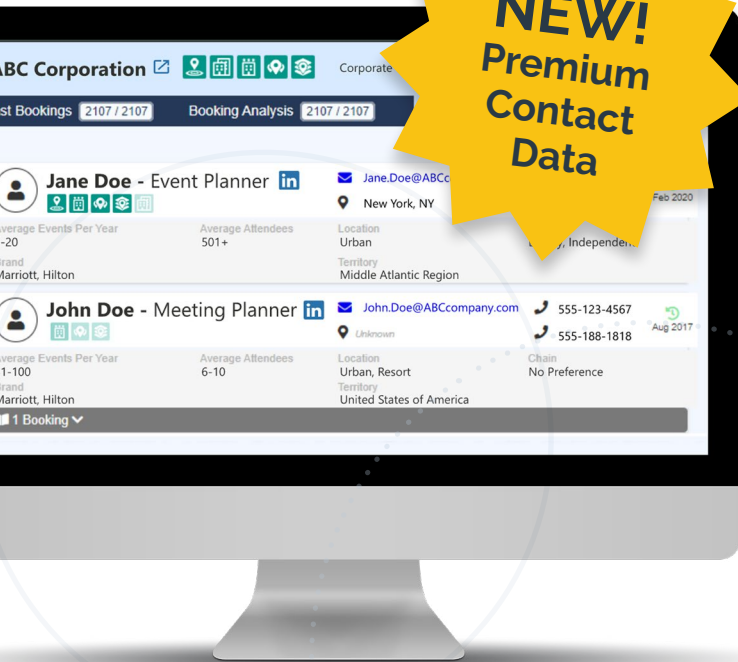 NEW!
Premium
Contact
Data
ABC Corporation
Corporate
st Bookings 2107 / 2107 Booking Analysis 2107 / 2107
Jane Doe - Event Planner in
Jane.Doe@ABCc
New York, NY
Feb 2020
verage Events Per Year Average Attendees Location
-20 501+ Urban , Independen
rand Territory
Marriott, Hilton Middle Atlantic Region
John Doe - Meeting Planner in John.Doe@ABCcompany.com 555-123-4567
Unknown 555-188-1818 Aug 2017
verage Events Per Year Average Attendees Location Chain
1-100 6-10 Urban, Resort No Preference
rand Territory
Marriott, Hilton United States of America
1 Booking